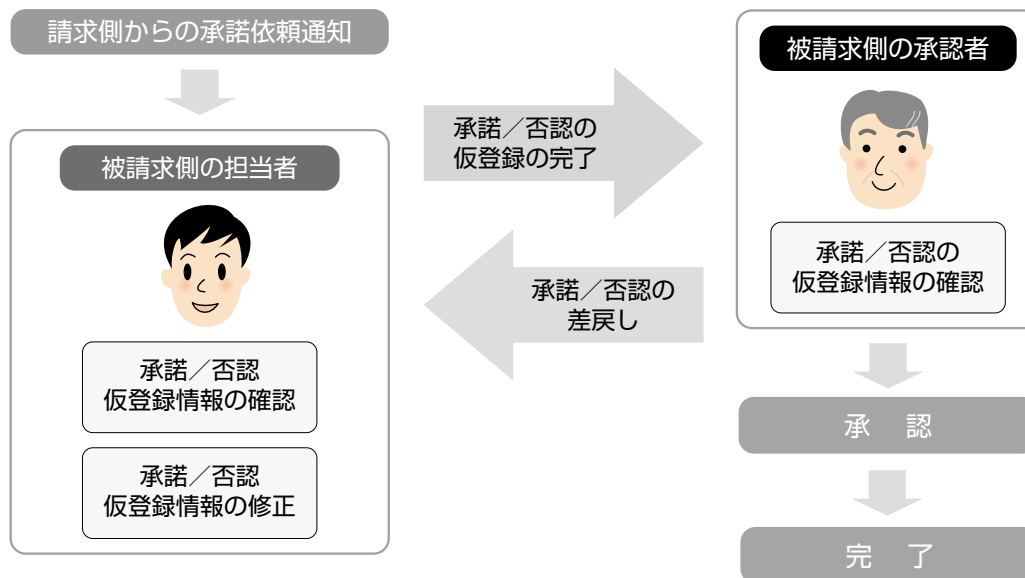 請求側からの承諾依頼通知
被請求側の担当者
承諾／否認
仮登録情報の確認
承諾／否認
仮登録情報の修正
承諾／否認の
仮登録の完了
承諾／否認の
差戻し
被請求側の承認者
承諾／否認の
仮登録情報の確認
承　認
完　了